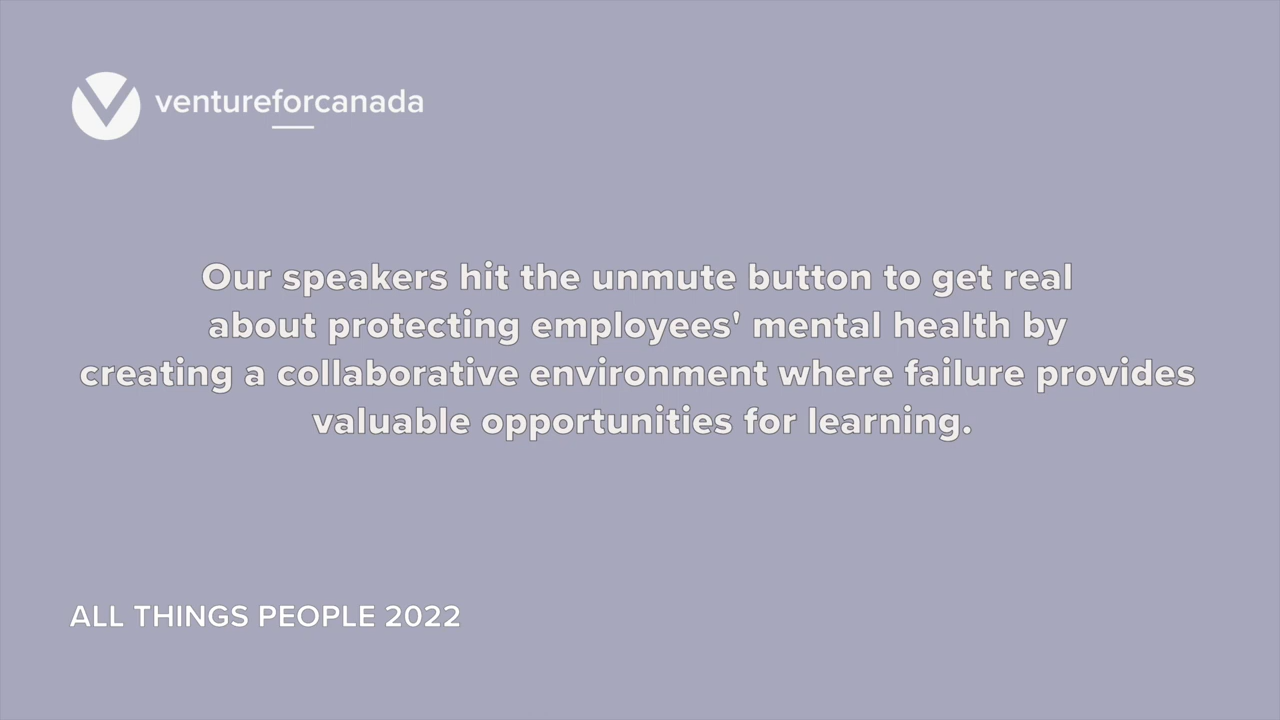 ventureforcanada
Our speakers hit the unmute button to get real
about protecting employees' mental health by
creating a collaborative environment where failure provides
valuable opportunities for learning.
ALL THINGS PEOPLE 2022